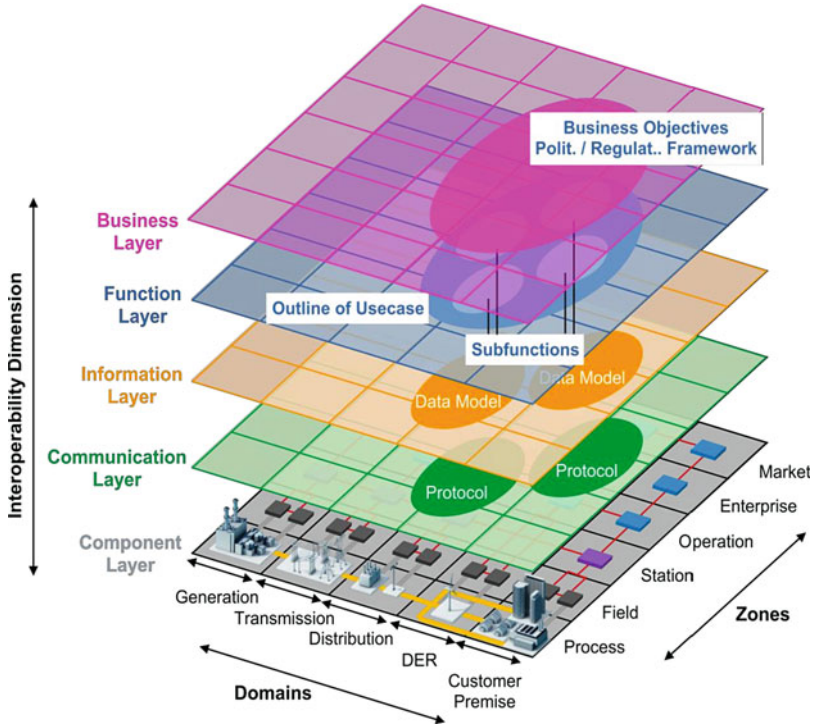 Business Objectives
Polit. / Regulat.. Framework
Interoperability Dimension
Business
Layer
Function
Layer
Outline of Usecase
Subfunctions
Information
Layer
Data Model
Data Model
Communication
Layer
Protocol
Protocol
Component
Layer
Market
Enterprise
Operation
Station
Field
Process
Zones
Generation
Transmission
Distribution
DER
Customer
Premise
Domains